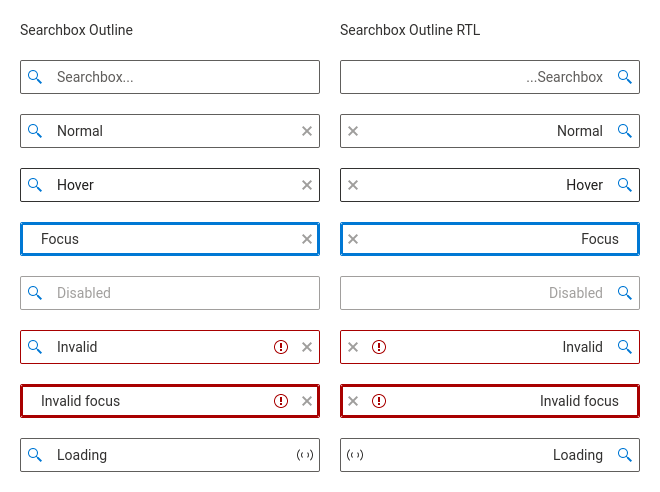 Searchbox Outline
Searchbox...
Normal
Hover
Focus
Disabled
Invalid
Invalid focus
Loading
Searchbox Outline RTL
...Searchbox
Normal
Hover
Focus
Disabled
Invalid
Invalid focus
Loading